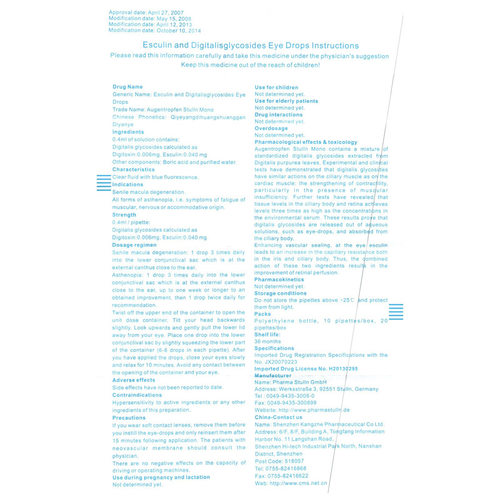 Approval date: April 27, 2007
Modification date: May 15, 2009
Modification date: April 12, 2013
Modification date: October 10, 2014
Esculin and Digitalisglycosides Eye Drops Instructions
Please read this information carefully and take this medicine under the physician's suggestion
Keep this medicine out of the reach of children!
Drug Name
Generic Name: Esculin and Digitalisglycosides Eye
Drops
Trade Name: Augentropfen Stulln Mono
Chinese Phonetics: Qiyeyangdihuangshuanggan
Diyanye
Ingredients
0.4ml of solution contains:
Digitalis glycosides calculated as
Digitoxin 0.006mg, Esculin 0.040mg
Other components: Boric acid and purified water
Characteristics
Clear fluid with blue fluorescence.
Indications
Senile macula degeneration.
All forms of asthenopia, i.e. symptoms of fatigue of
muscular, nervous or accommodative origin.
Strength
0.4ml / pipette:
Digitalis glycosides calculated as
Digitoxin 0.006mg; Esculin 0.040mg.
Dosage regimen
Senile macula degeneration: 1 drop 3 times daily
into the lower conjunctival sac which is at the
external canthus close to the ear.
Asthenopia: 1 drop 3 times daily into the lower
conjunctival sac which is at the external canthus
close to the ear, up to one week or longer to an
obtained improvement, then 1 drop twice daily for
recommendation.
Twist off the upper end of the container to open the
unit dose container. Tilt your head backwards
slightly. Look upwards and gently pull the lower lid
away from your eye. Place one drop into the lower
conjunctival sac by slightly squeezing the lower part
of the container (6-8 drops in each pipette). After
you have applied the drops, close your eyes slowly
and relax for 10 minutes. Avoid any contact between
the opening of the container and your eye.
Adverse effects
Side effects have not been reported to date.
Contraindications
Hypersensitivity to active ingredients or any other
ingredients of this preparation.
Precautions
If you wear soft contact lenses, remove them before
you instill the eye-drops and only reinsert them after
15 minutes following application. The patients with
neovascular membrane should consult the
physician.
There are no negative effects on the capacity of
driving or operating machines.
Use during pregnancy and lactation
Not determined yet.
Use for children
Not determined yet.
Use for elderly patients
Not determined yet.
Drug interactions
Not determined yet.
Overdosage
Not determined yet.
Pharmacological effects & toxicology
Augentropfen Stulln Mono contains a mixture of
standardized digitalis glycosides extracted from
Digitalis purpurea leaves. Experimental and clinical
tests have demonstrated that digitalis glycosides
have similar actions on the ciliary muscle as on the
cardiac muscle: the strengthening of contractility,
particularly in the presence of muscular
insufficiency. Further tests have revealed that
tissue levels in the ciliary body and retina achieves
levels three times as high as the concentrations in
the environmental serum. These results prove that
digitalis glycosides are released out of aqueous
solutions, such as eye-drops, and absorbed from
the ciliary body.
Enhancing vascular sealing, at the eye esculin
leads to an increase in the capillary resistance both
in the iris and ciliary body. Thus, the combined
action of these two ingredients results in the
improvement of retinal perfusion.
Pharmacokinetics
Not determined yet.
Storage conditions
Do not store the pipettes above -25℃ and protect
them from light.
Packs
Polyethylene bottle, 10 pipettes/box, 20
pipettes/box
Shelf life:
36 months
Specifications
Imported Drug Registration Specifications with the
No. JX20070223
Imported Drug License No. H20130295
Manufacturer
Name: Pharma Stulln GmbH
Address: Werksstraße 3, 92551 Stulln, Germany
Tel.: 0049-9435-3008-0
Fax.: 0049-9435-300899
Website: http://www.pharmastulln.de
China-Contact us
Name: Shenzhen Kangzhe Pharmaceutical Co Ltd.
Address: 6/F, 8/F, Building A, Tongfang Information
Harbor No. 11 Langshan Road,
Shenzhen Hi-tech Industrial Park North, Nanshan
District, Shenzhen
Post Code: 518057
Tel: 0755-82416868
Fax: 0755-82416622
Web: http://www.cms.net.cn